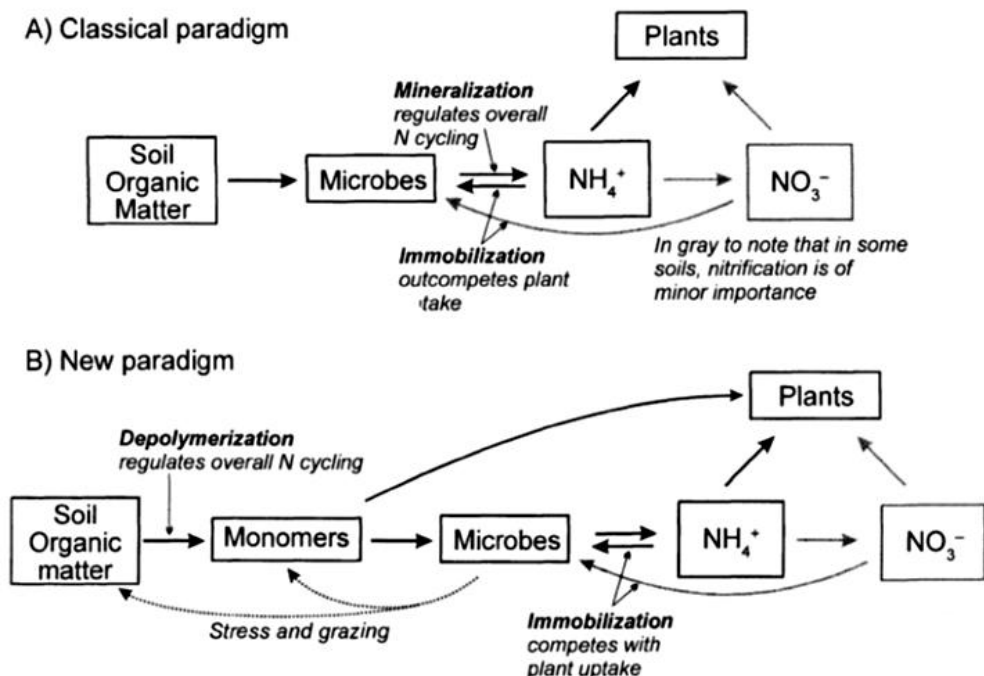 A) Classical paradigm
Plants
Mineralization
regulates overall
N cycling
Soil
Organic
Matter
Microbes
NH₄⁺
NO₃⁻
Immobilization
outcompetes plant
take
In gray to note that in some
soils, nitrification is of
minor importance
B) New paradigm
Plants
Depolymerization
regulates overall N cycling
Soil
Organic
matter
Monomers
Microbes
NH₄⁺
NO₃⁻
Stress and grazing
Immobilization
competes with
plant uptake